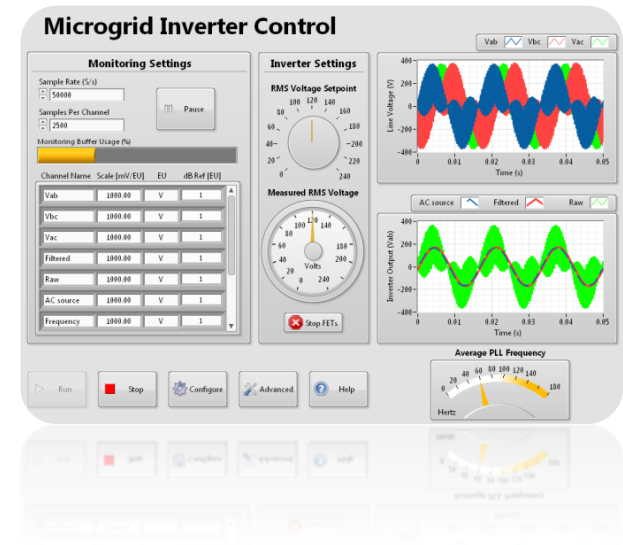 Microgrid Inverter Control
Monitoring Settings
Sample Rate (S/s)
50000
Pause
Samples Per Channel
2500
Monitoring Buffer Usage (%)
Channel Name Scale [mV/EU] EU dB Ref [EU]
Vab 1000.00 V 1
Vbc 1000.00 V 1
Vac 1000.00 V 1
Filtered 1000.00 V 1
Raw 1000.00 V 1
AC source 1000.00 V 1
Frequency 1000.00 V 1
Inverter Settings
RMS Voltage Setpoint
0 20 40 60 80 100 120 140 160 180 200 220 240
Measured RMS Voltage
0 20 40 60 80 100 120 140 180 200 240
Volts
Stop FETs
Vab Vbc Vac
Line Voltage (V)
400
200
0
-200
-400
0 0.01 0.02 0.03 0.04 0.05
Time (s)
AC source Filtered Raw
Inverter Output (Vab)
400
200
0
-200
-400
0 0.01 0.02 0.03 0.04 0.05
Time (s)
Average PLL Frequency
0 20 40 60 80 100 120 140 180
Hertz
Run
Stop
Configure
Advanced
Help